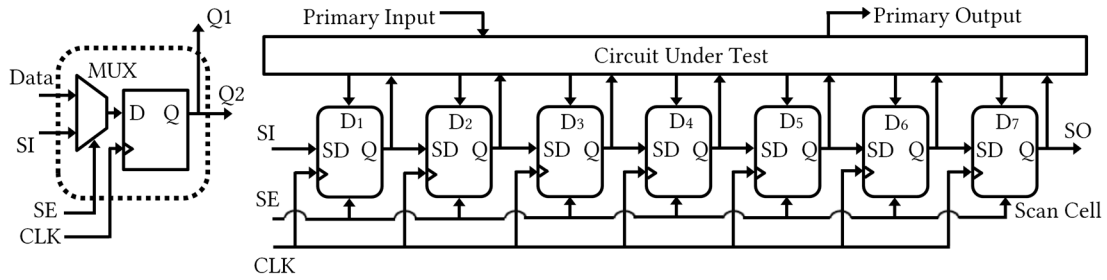 Q1
Data
MUX
D
Q
Q2
SI
SE
CLK
Primary Input
Primary Output
Circuit Under Test
SI
D1
SD Q
D2
SD Q
D3
SD Q
D4
SD Q
D5
SD Q
D6
SD Q
D7
SD Q
SO
SE
Scan Cell
CLK